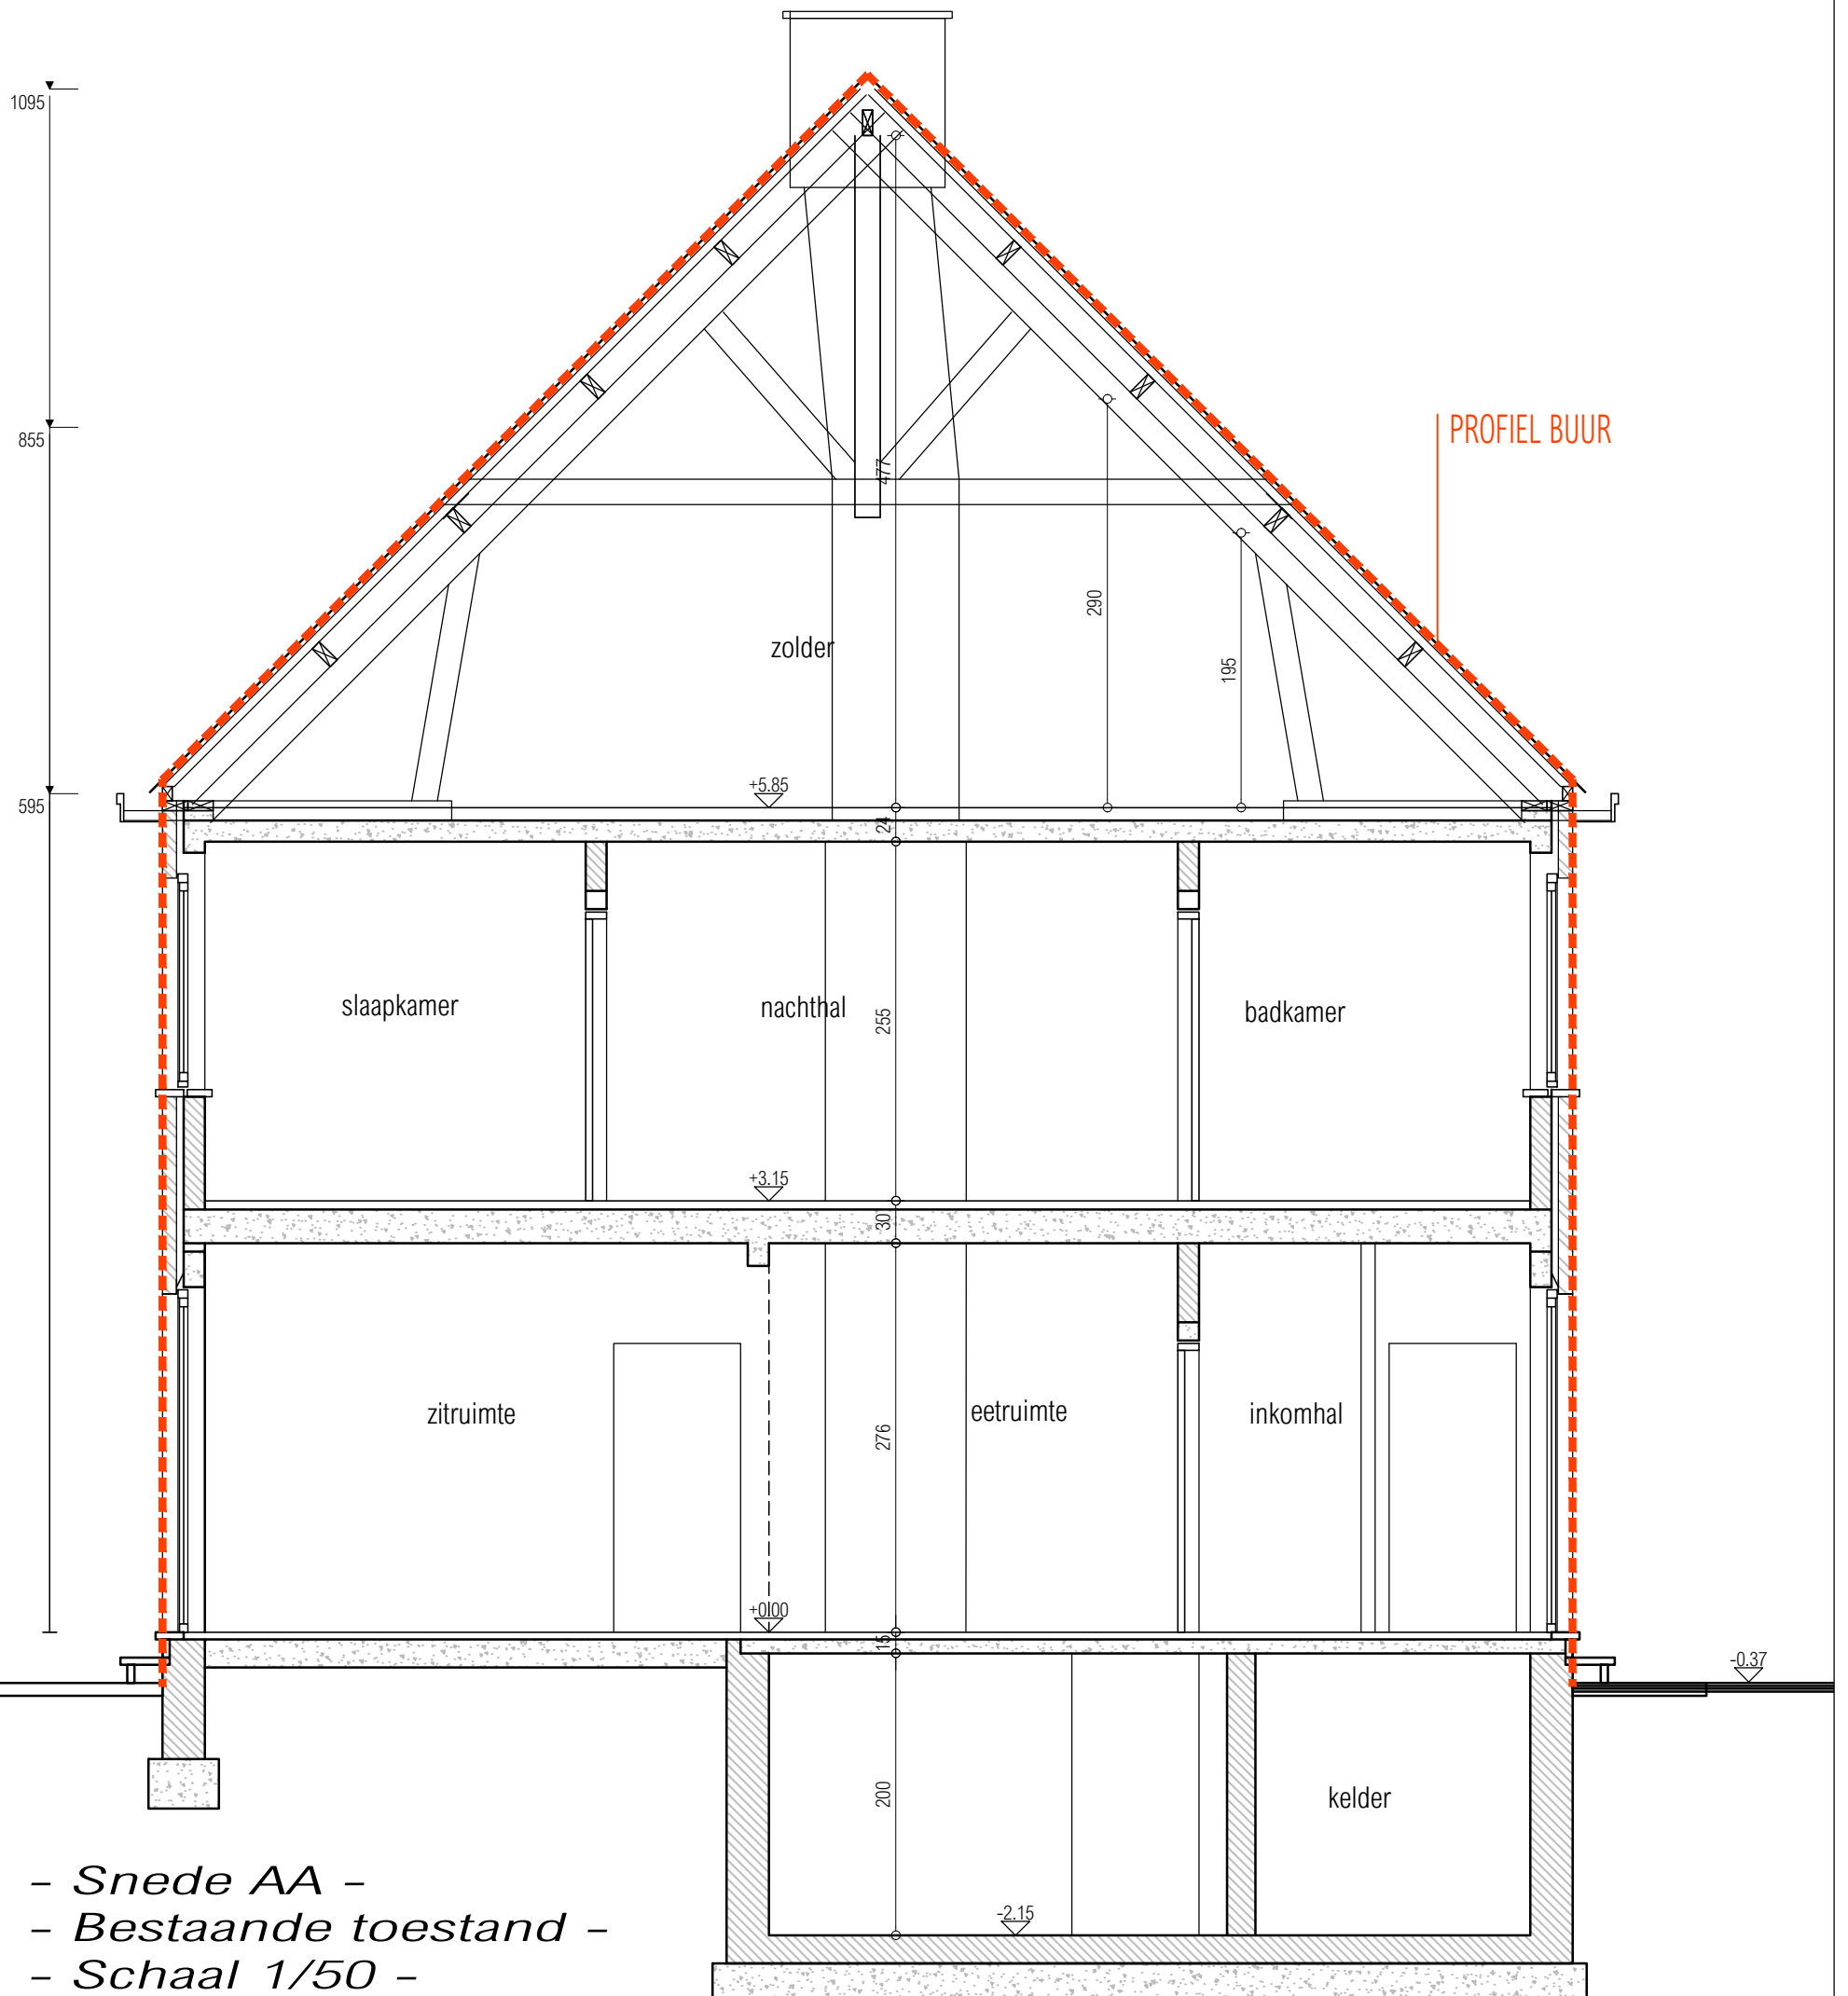 1095
855
PROFIEL BUUR
477
290
195
zolder
595
+5.85
24
slaapkamer
nachthal
badkamer
255
+3.15
30
zitruimte
eetruimte
inkomhal
276
+0.00
15
-0.37
200
kelder
-2.15
- Snede AA -
- Bestaande toestand -
- Schaal 1/50 -